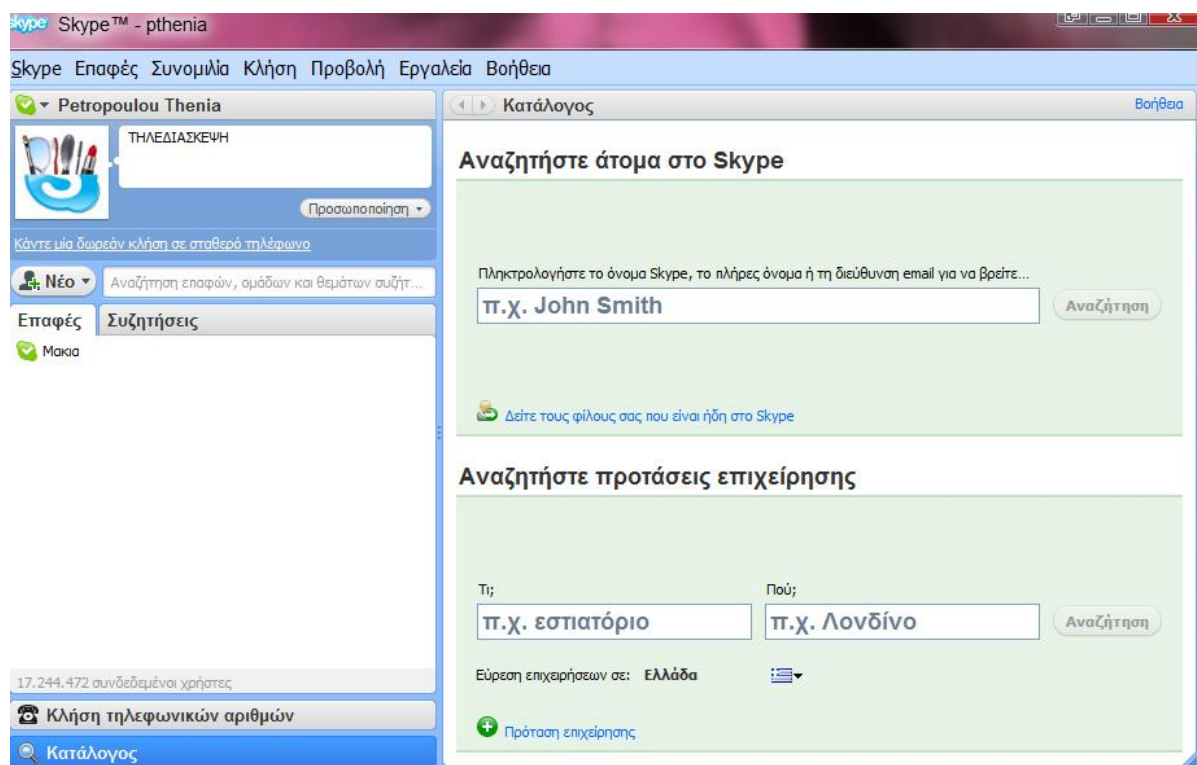 skype Skype™ - pthenia
Skype Επαφές Συνομιλία Κλήση Προβολή Εργαλεία Βοήθεια
Petropoulou Thenia
ΤΗΛΕΔΙΑΣΚΕΨΗ
Προσωποποίηση
Κάντε μία δωρεάν κλήση σε σταθερό τηλέφωνο
Νέο
Αναζήτηση επαφών, ομάδων και θεμάτων συζήτ...
Επαφές Συζητήσεις
Μακια
17.244.472 συνδεδεμένοι χρήστες
Κλήση τηλεφωνικών αριθμών
Κατάλογος
Κατάλογος
Βοήθεια
Αναζητήστε άτομα στο Skype
Πληκτρολογήστε το όνομα Skype, το πλήρες όνομα ή τη διεύθυνση email για να βρείτε...
π.χ. John Smith
Αναζήτηση
Δείτε τους φίλους σας που είναι ήδη στο Skype
Αναζητήστε προτάσεις επιχείρησης
Τι; Πού;
π.χ. εστιατόριο π.χ. Λονδίνο Αναζήτηση
Εύρεση επιχειρήσεων σε: Ελλάδα
Πρόταση επιχείρησης